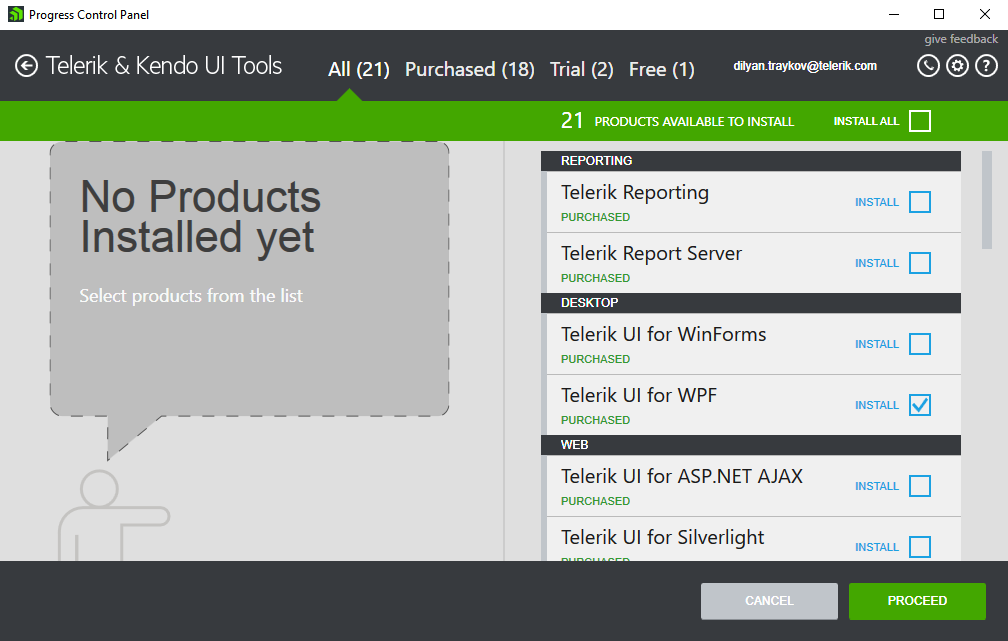 Progress Control Panel
give feedback
Telerik & Kendo UI Tools
All (21) Purchased (18) Trial (2) Free (1)
dilyan.traykov@telerik.com
21 PRODUCTS AVAILABLE TO INSTALL
INSTALL ALL
No Products
Installed yet
Select products from the list
REPORTING
Telerik Reporting
PURCHASED
INSTALL
Telerik Report Server
PURCHASED
INSTALL
DESKTOP
Telerik UI for WinForms
PURCHASED
INSTALL
Telerik UI for WPF
PURCHASED
INSTALL
WEB
Telerik UI for ASP.NET AJAX
PURCHASED
INSTALL
Telerik UI for Silverlight
PURCHASED
INSTALL
CANCEL
PROCEED